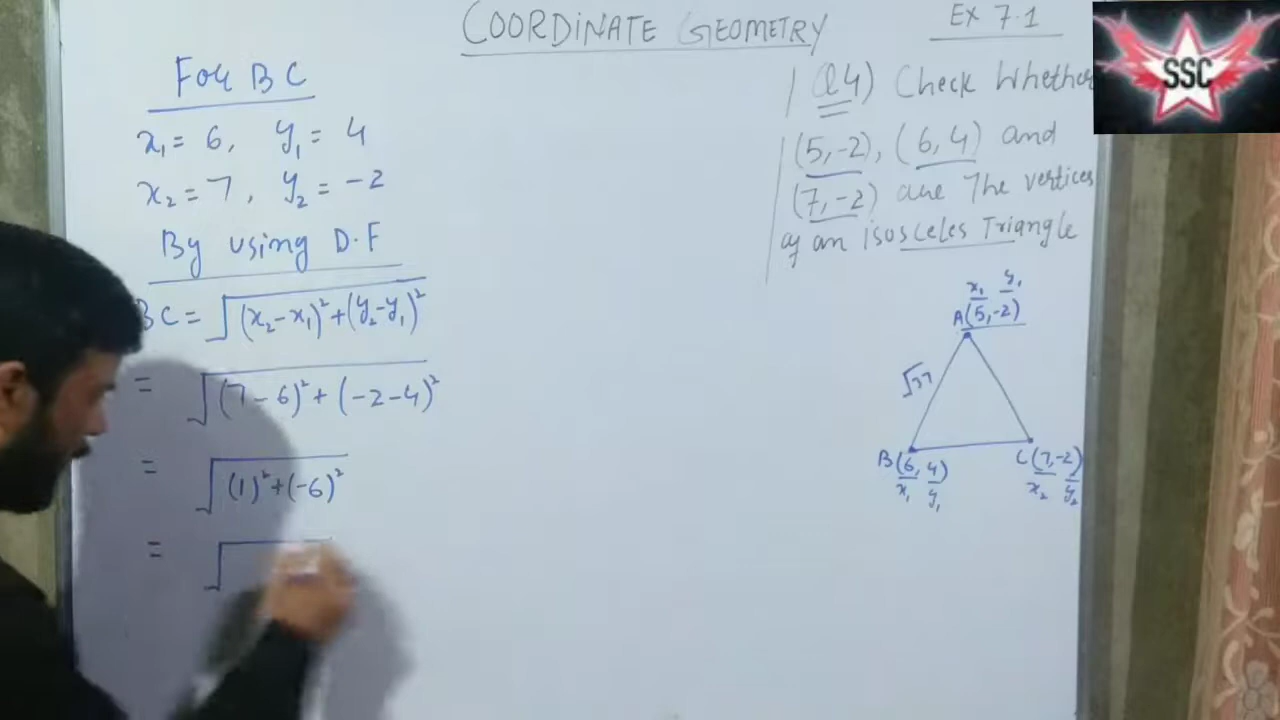 COORDINATE GEOMETRY
Ex 7.1
SSC
For BC
x₁ = 6, y₁ = 4
x₂ = 7, y₂ = -2
By using D.F
BC = √(x₂-x₁)²+(y₂-y₁)²
= √(7-6)²+(-2-4)²
= √(1)²+(-6)²
= √
Q4) Check Whether
(5,-2), (6,4) and
(7,-2) are The vertices
of an isosceles Triangle
x₁ y₁
A(5,-2)
√37
B(6,4) C(7,-2)
x₁ y₁ x₂ y₂